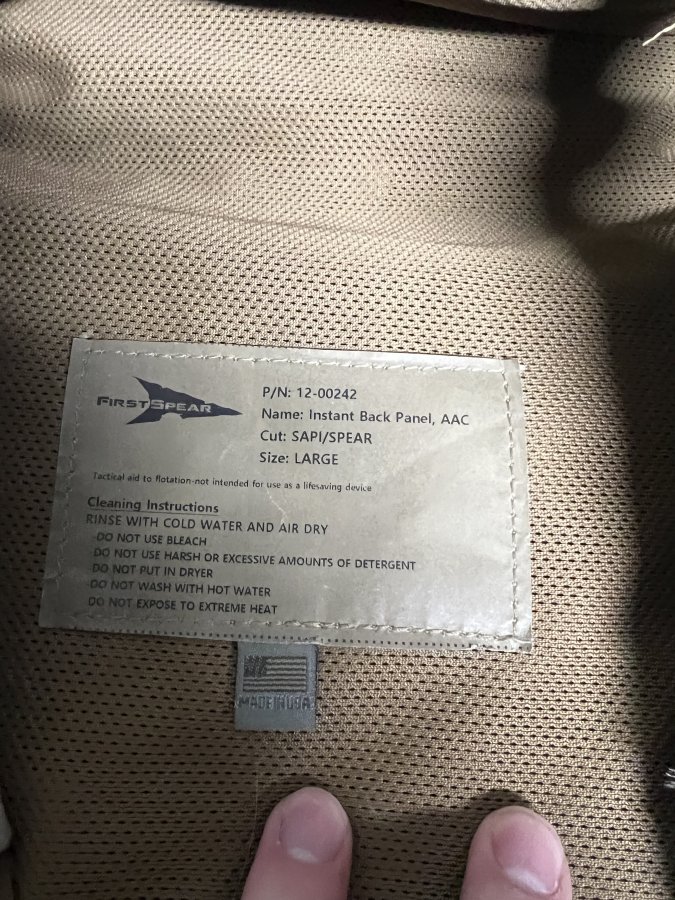 FIRSTSPEAR
P/N: 12-00242
Name: Instant Back Panel, AAC
Cut: SAPI/SPEAR
Size: LARGE
Tactical aid to flotation-not intended for use as a lifesaving device
Cleaning Instructions
RINSE WITH COLD WATER AND AIR DRY
-DO NOT USE BLEACH
DO NOT USE HARSH OR EXCESSIVE AMOUNTS OF DETERGENT
DO NOT PUT IN DRYER
DO NOT WASH WITH HOT WATER
DO NOT EXPOSE TO EXTREME HEAT
MADE IN USA